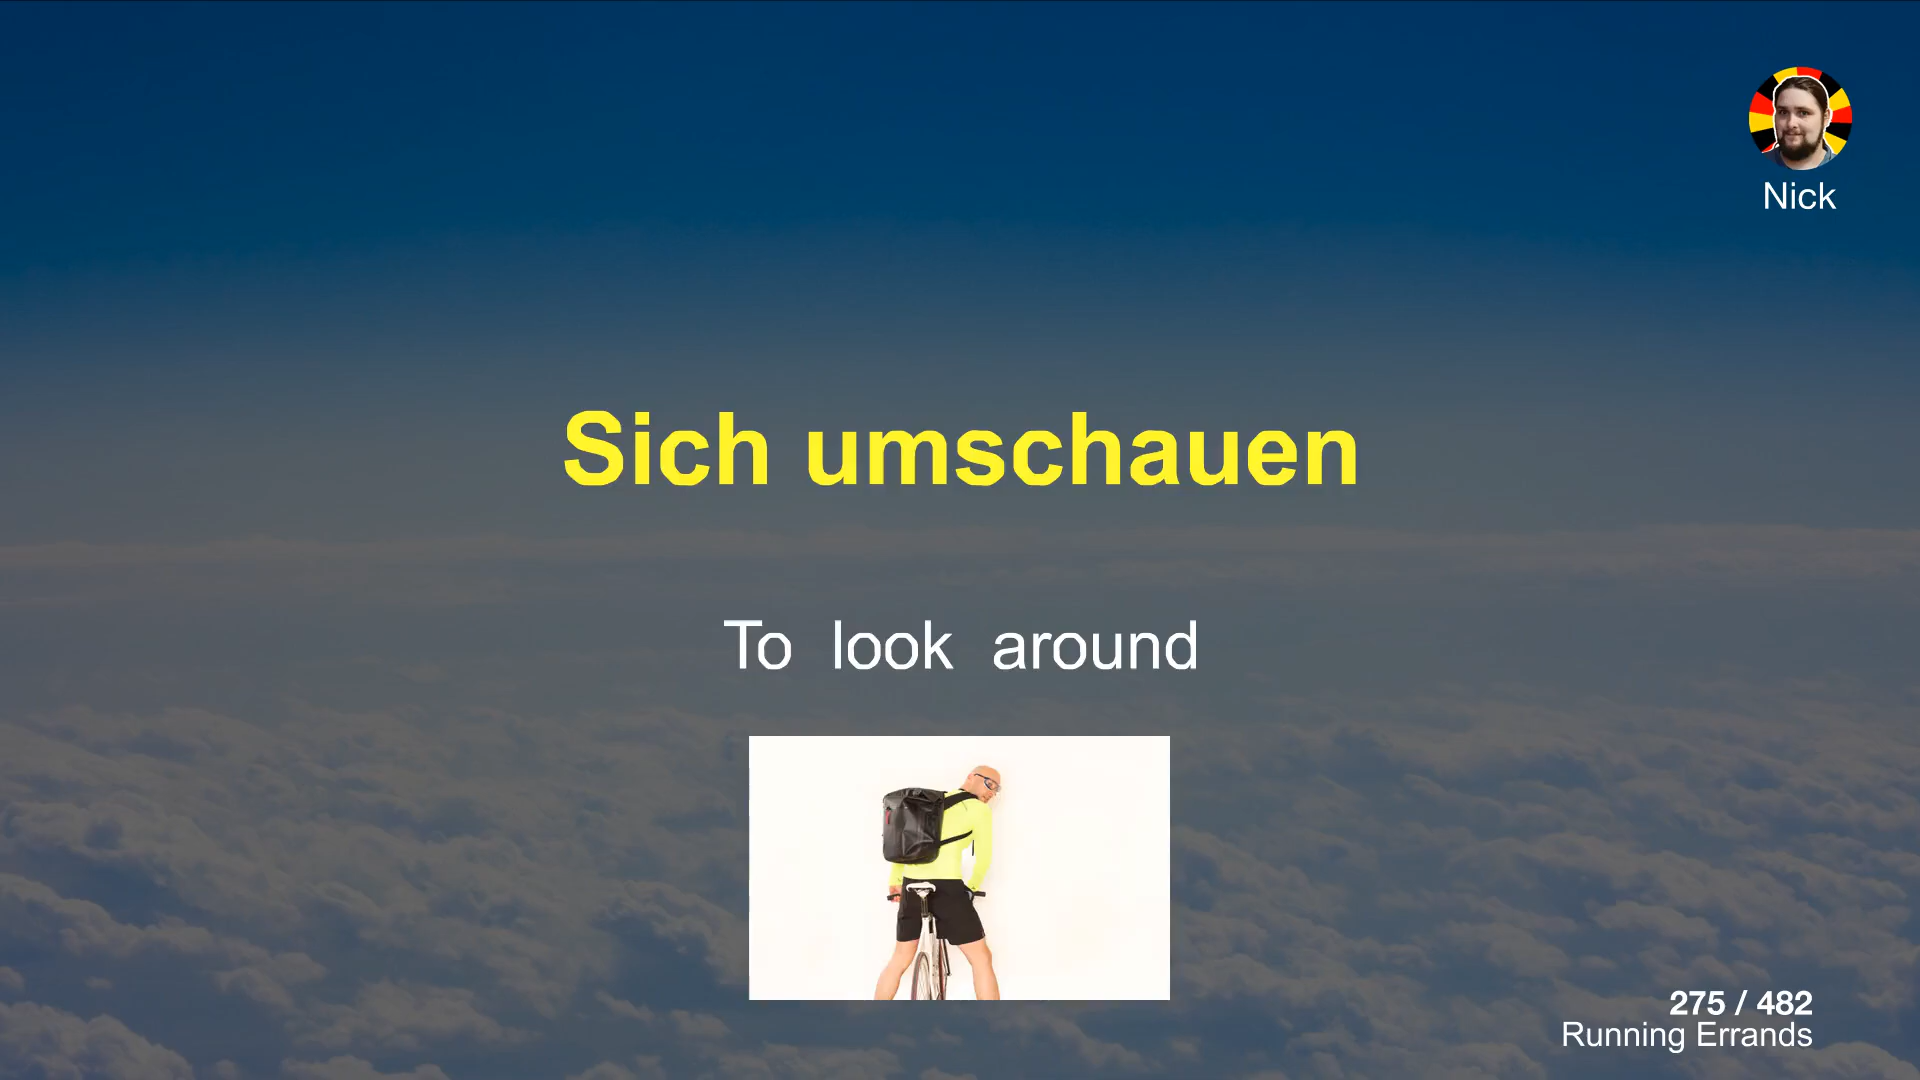 Nick
Sich umschauen
To look around
275 / 482
Running Errands